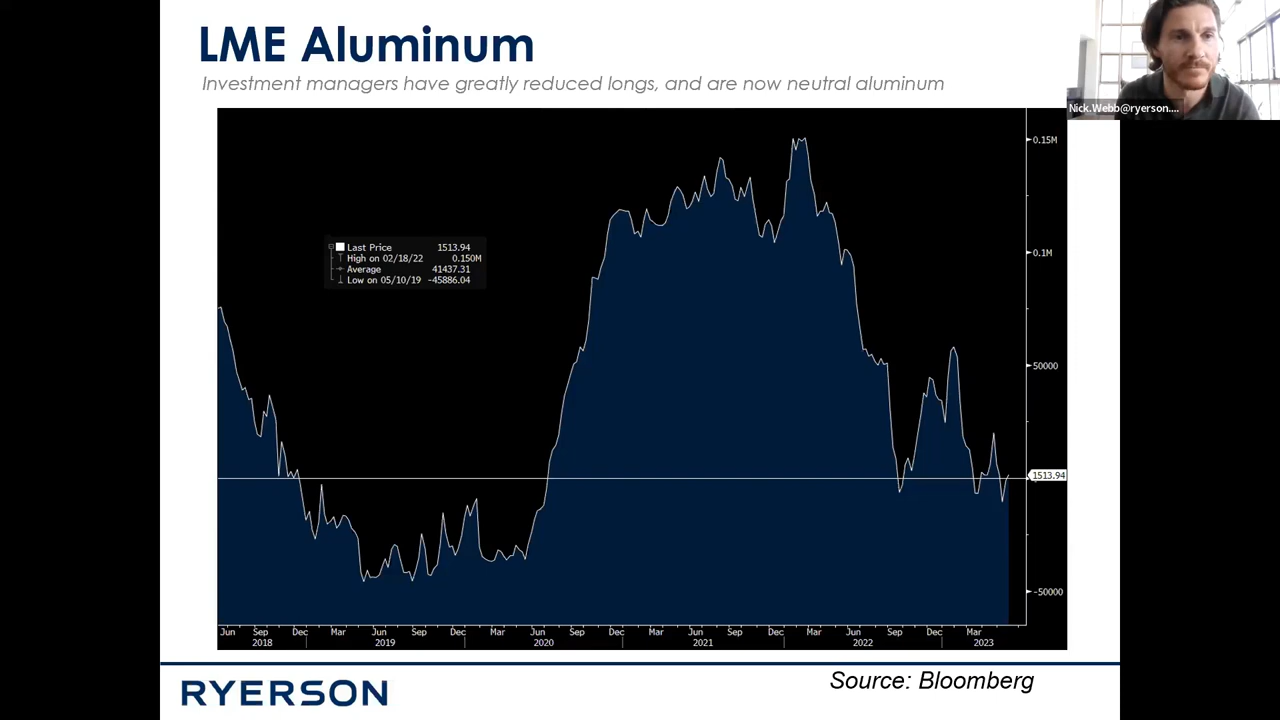 LME Aluminum
Investment managers have greatly reduced longs, and are now neutral aluminum
Nick.Webb@ryerson....
0.15M
Last Price 1513.94
High on 02/18/22 0.150M
Average 41437.31
Low on 05/10/19 -45886.04
0.1M
50000
1513.94
-50000
Jun Sep Dec Mar Jun Sep Dec Mar Jun Sep Dec Mar Jun Sep Dec Mar Jun Sep Dec Mar
2018 2019 2020 2021 2022 2023
Source: Bloomberg
RYERSON